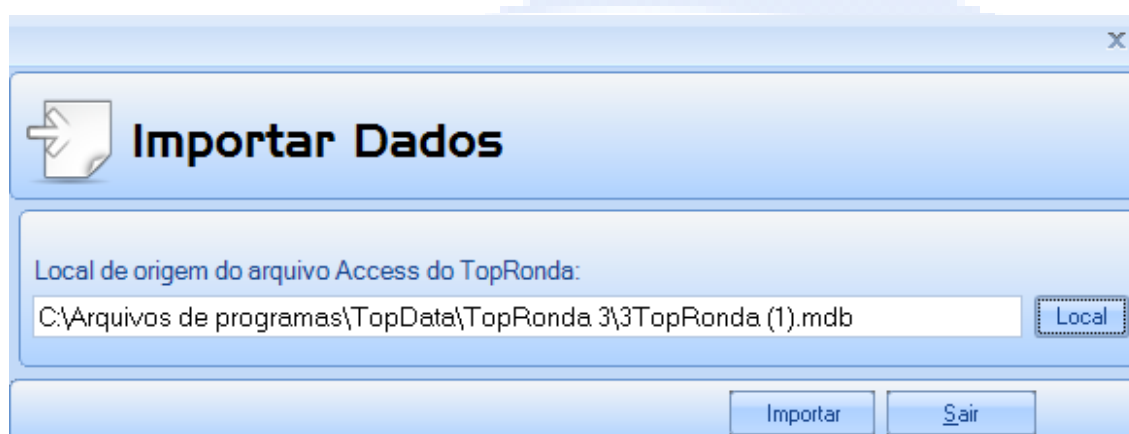 x
Importar Dados
Local de origem do arquivo Access do TopRonda:
C:\Arquivos de programas\TopData\TopRonda 3\3TopRonda (1).mdb
Local
Importar
Sair